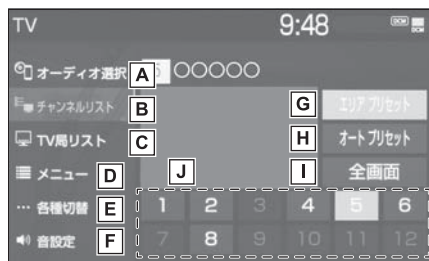 TV 9:48 DCM
オーディオ選択 A 5 ○○○○○
チャンネルリスト B G エリア プリセット
TV局リスト C H オートプリセット
メニュー D J I 全画面
各種切替 E 1 2 3 4 5 6
音設定 F 7 8 9 10 11 12